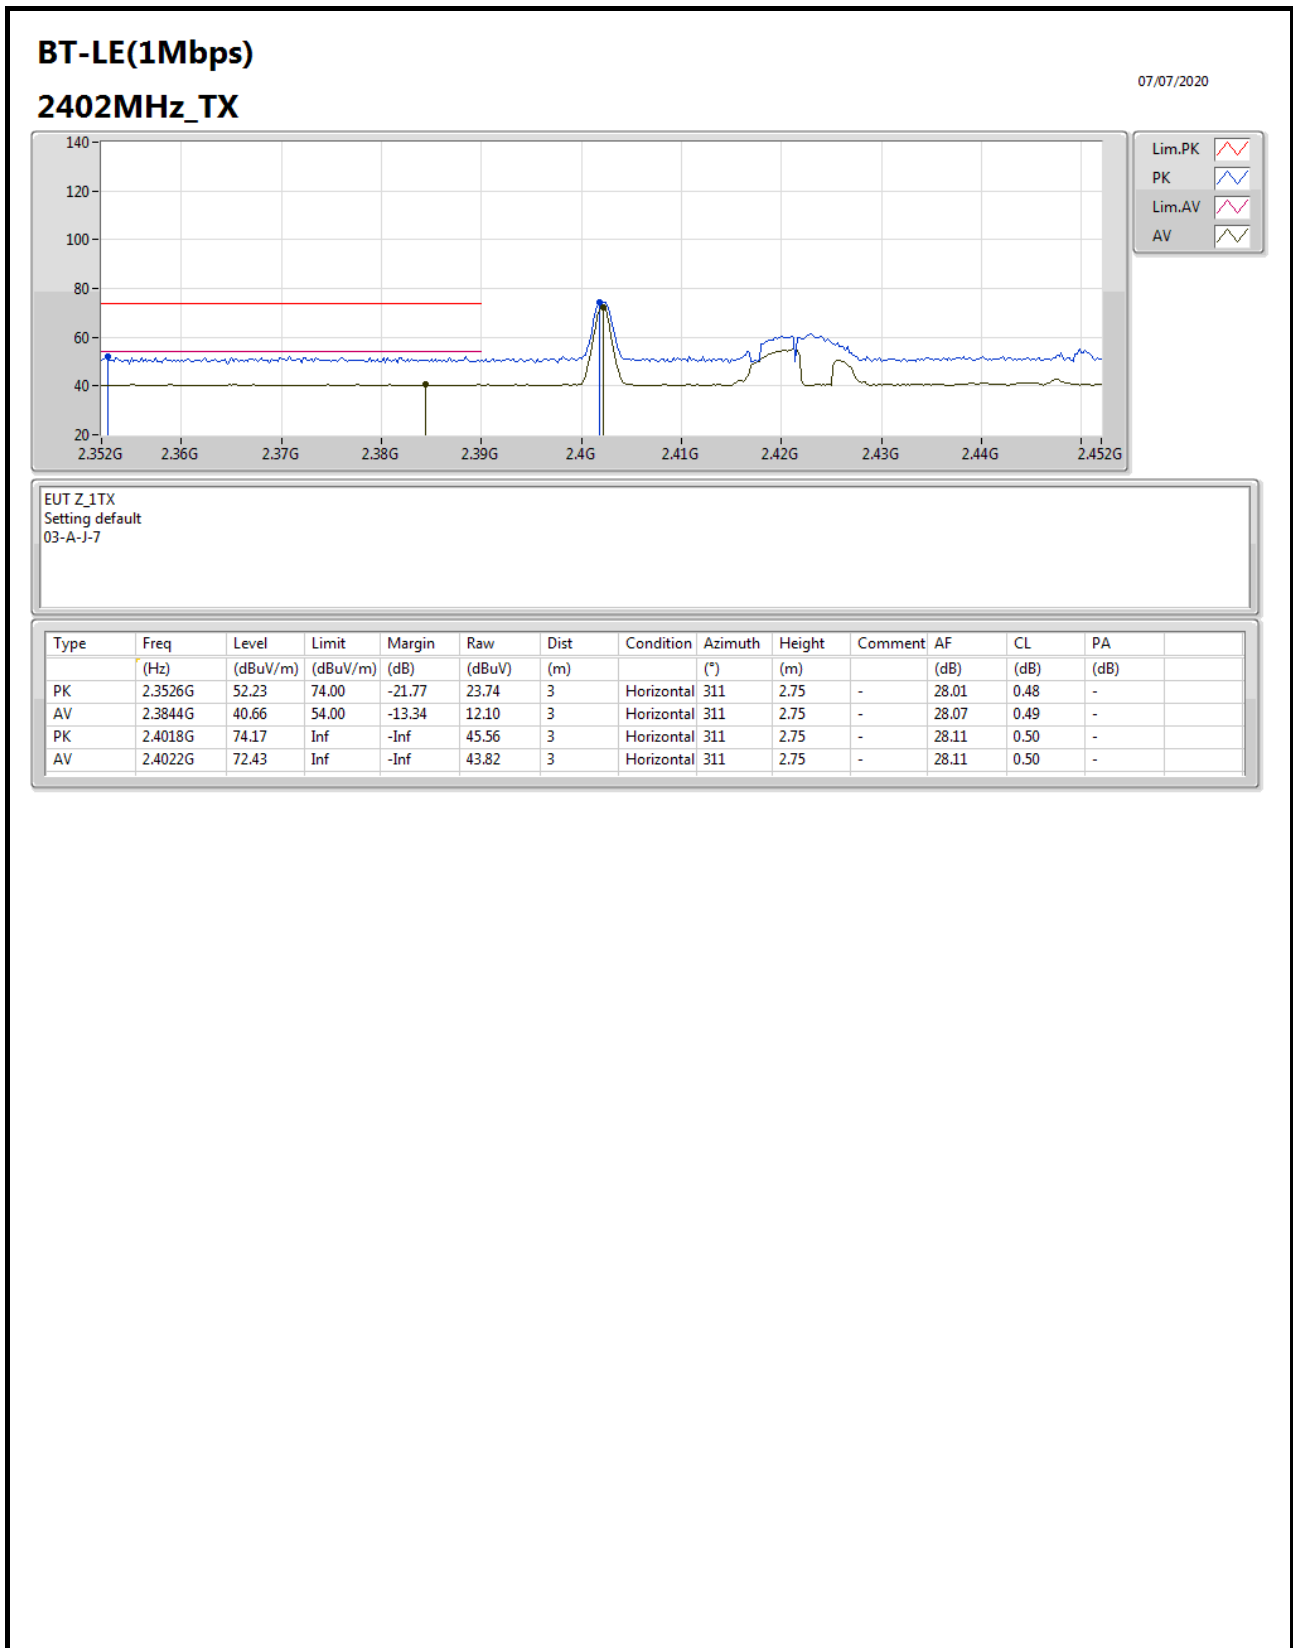 BT-LE(1Mbps)
07/07/2020
2402MHz_TX
140
120
100
80
60
40
20
2.352G 2.36G 2.37G 2.38G 2.39G 2.4G 2.41G 2.42G 2.43G 2.44G 2.452G
Lim.PK
PK
Lim.AV
AV
EUT Z_1TX
Setting default
03-A-J-7
Type Freq Level Limit Margin Raw Dist Condition Azimuth Height Comment AF CL PA
(Hz) (dBuV/m) (dBuV/m) (dB) (dBuV) (m) (°) (m) (dB) (dB) (dB)
PK 2.3526G 52.23 74.00 -21.77 23.74 3 Horizontal 311 2.75 - 28.01 0.48 -
AV 2.3844G 40.66 54.00 -13.34 12.10 3 Horizontal 311 2.75 - 28.07 0.49 -
PK 2.4018G 74.17 Inf -Inf 45.56 3 Horizontal 311 2.75 - 28.11 0.50 -
AV 2.4022G 72.43 Inf -Inf 43.82 3 Horizontal 311 2.75 - 28.11 0.50 -